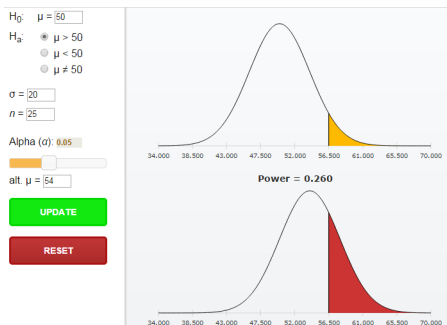 H0: μ = 50
Ha: μ > 50
μ < 50
μ ≠ 50
σ = 20
n = 25
Alpha (α): 0.05
alt. μ = 54
UPDATE
RESET
34.000 38.500 43.000 47.500 52.000 56.500 61.000 65.500 70.000
Power = 0.260
34.000 38.500 43.000 47.500 52.000 56.500 61.000 65.500 70.000